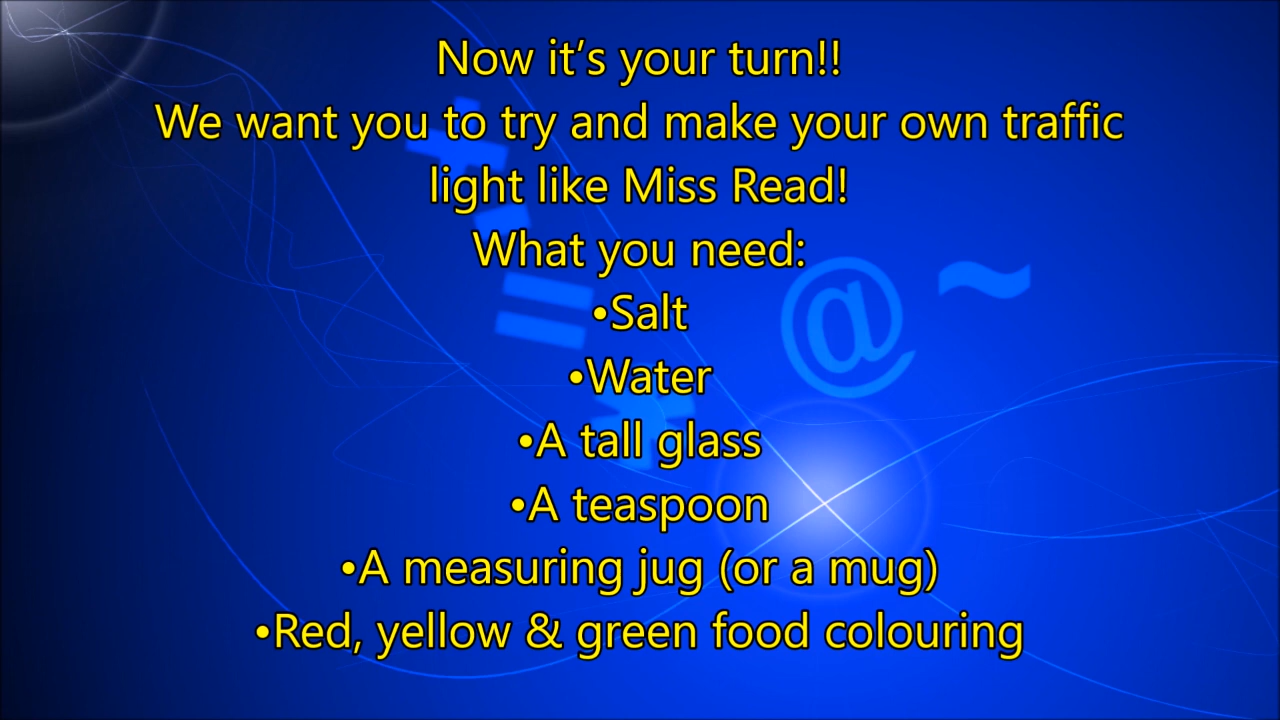 Now it’s your turn!!
We want you to try and make your own traffic
light like Miss Read!
What you need:
•Salt
•Water
•A tall glass
•A teaspoon
•A measuring jug (or a mug)
•Red, yellow & green food colouring